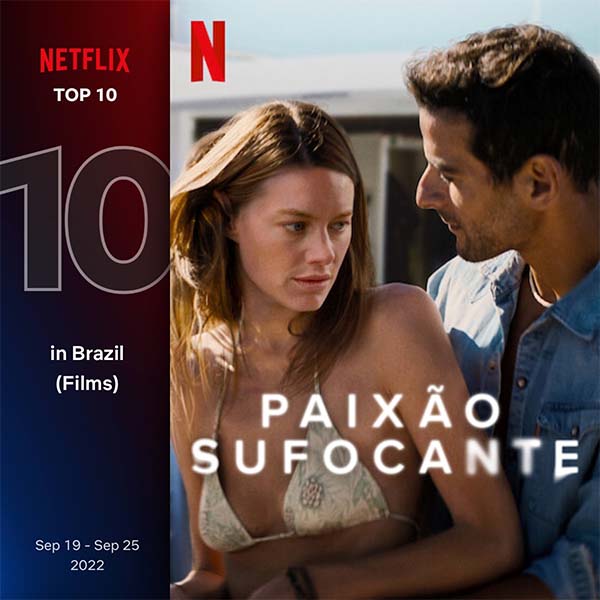 NETFLIX
TOP 10
10
in Brazil
(Films)
Sep 19 - Sep 25
2022
N
PAIXÃO
SUFOCANTE